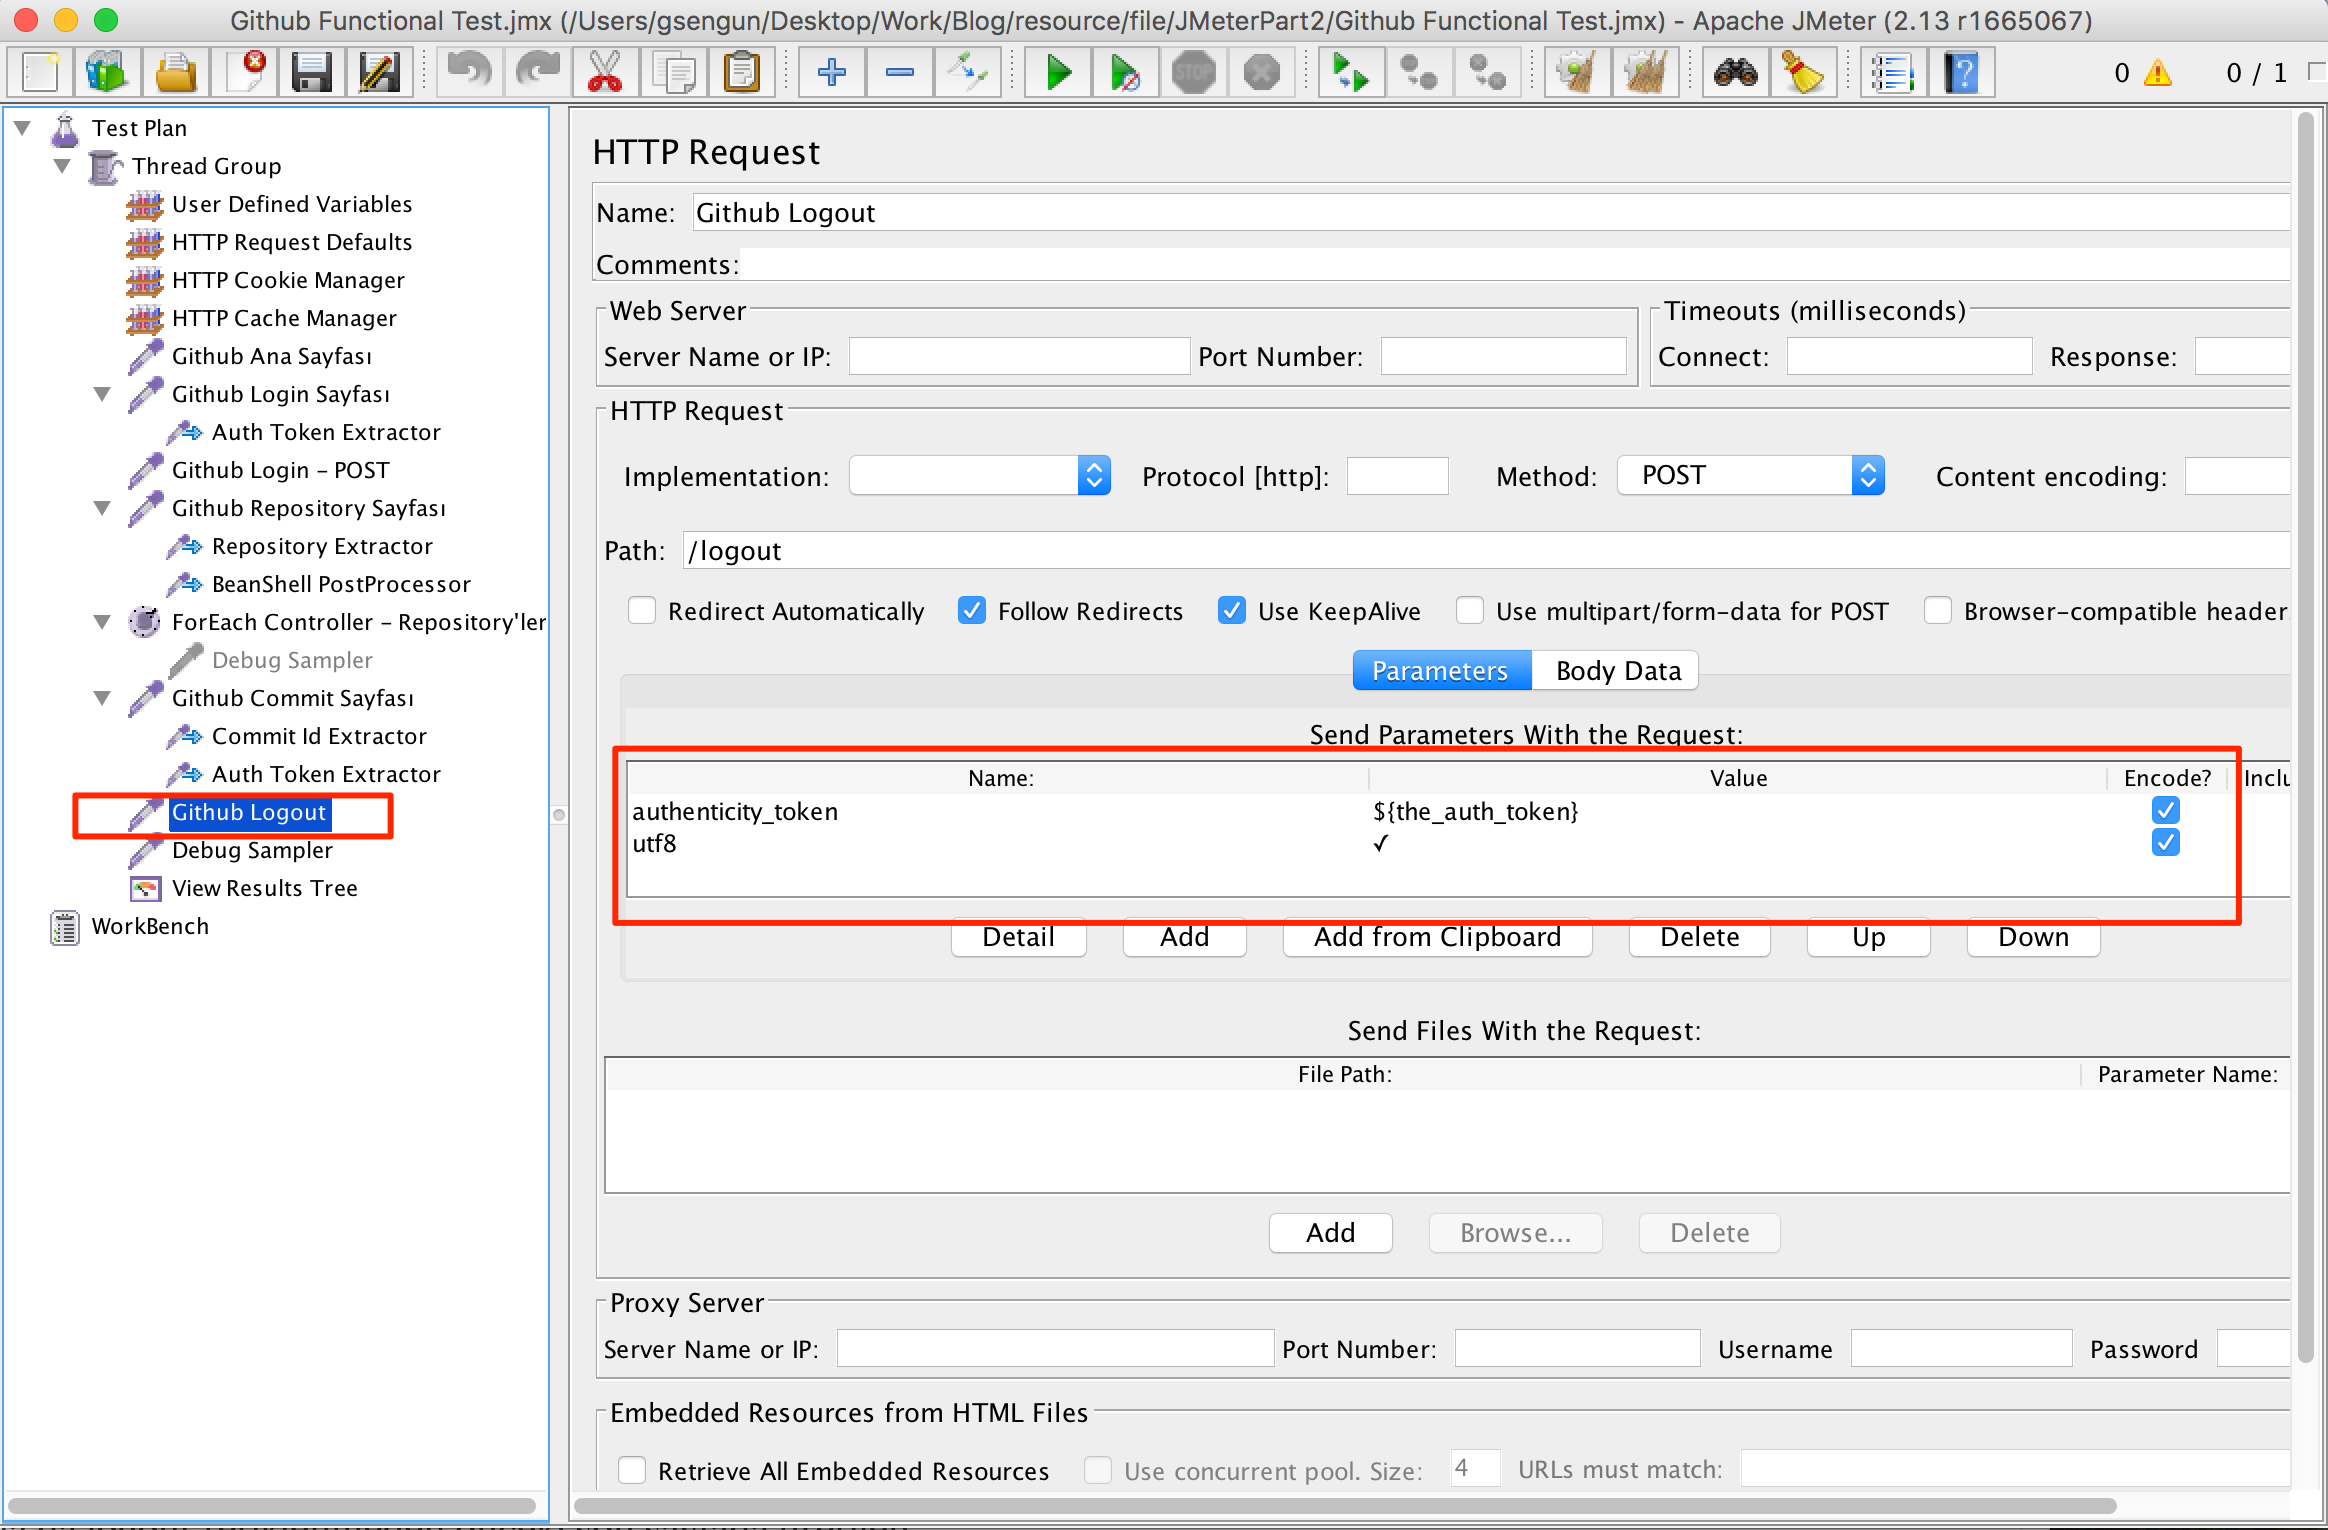 Github Functional Test.jmx (/Users/gsengun/Desktop/Work/Blog/resource/file/JMeterPart2/Github Functional Test.jmx) - Apache JMeter (2.13 r1665067)
STOP
0 0 / 1
Test Plan
Thread Group
User Defined Variables
HTTP Request Defaults
HTTP Cookie Manager
HTTP Cache Manager
Github Ana Sayfası
Github Login Sayfası
Auth Token Extractor
Github Login – POST
Github Repository Sayfası
Repository Extractor
BeanShell PostProcessor
ForEach Controller – Repository'ler
Debug Sampler
Github Commit Sayfası
Commit Id Extractor
Auth Token Extractor
Github Logout
Debug Sampler
View Results Tree
WorkBench
HTTP Request
Name: Github Logout
Comments:
Web Server
Server Name or IP: Port Number:
Timeouts (milliseconds)
Connect: Response:
HTTP Request
Implementation: Protocol [http]: Method: POST Content encoding:
Path: /logout
Redirect Automatically Follow Redirects Use KeepAlive Use multipart/form-data for POST Browser-compatible header
Parameters Body Data
Send Parameters With the Request:
Name: Value Encode? Inclu
authenticity_token ${the_auth_token}
utf8 ✓
Detail Add Add from Clipboard Delete Up Down
Send Files With the Request:
File Path: Parameter Name:
Add Browse... Delete
Proxy Server
Server Name or IP: Port Number: Username Password
Embedded Resources from HTML Files
Retrieve All Embedded Resources Use concurrent pool. Size: 4 URLs must match: